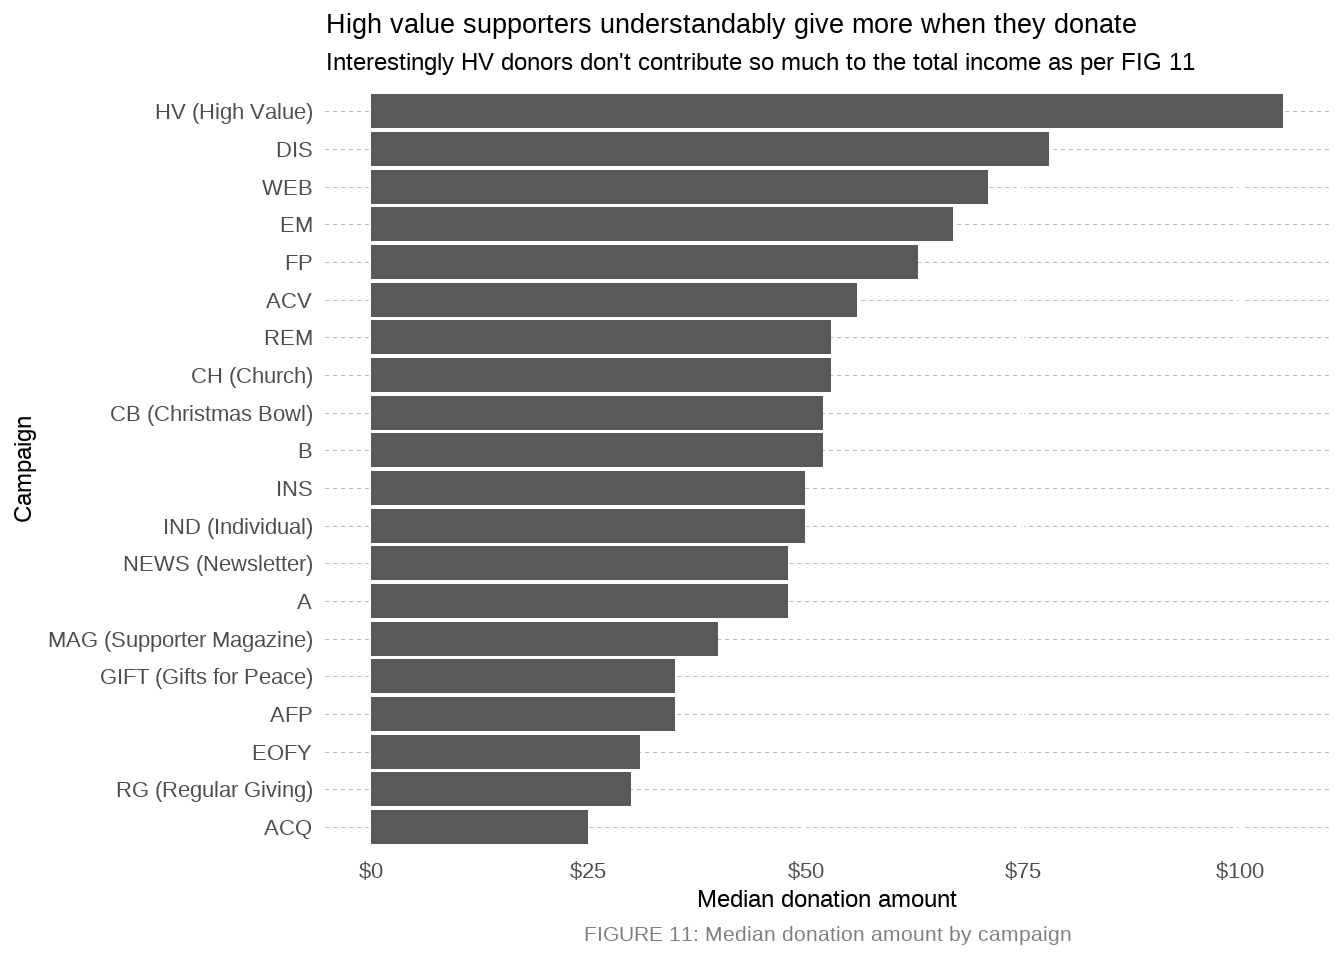 High value supporters understandably give more when they donate
Interestingly HV donors don't contribute so much to the total income as per FIG 11
HV (High Value)
DIS
WEB
EM
FP
ACV
REM
CH (Church)
CB (Christmas Bowl)
B
INS
IND (Individual)
NEWS (Newsletter)
A
MAG (Supporter Magazine)
GIFT (Gifts for Peace)
AFP
EOFY
RG (Regular Giving)
ACQ
Campaign
$0 $25 $50 $75 $100
Median donation amount
FIGURE 11: Median donation amount by campaign